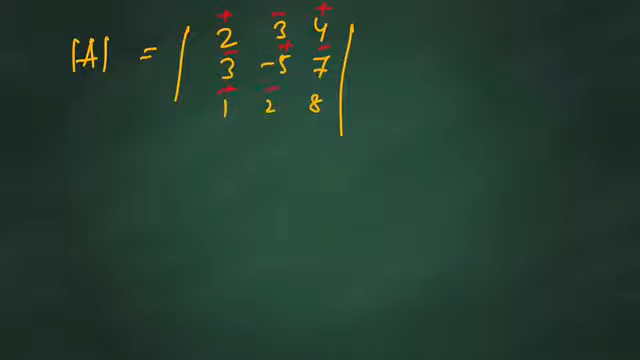 + − +
|A| = | 2 3 4 |
− + −
3 -5 7
+ −
1 2 8